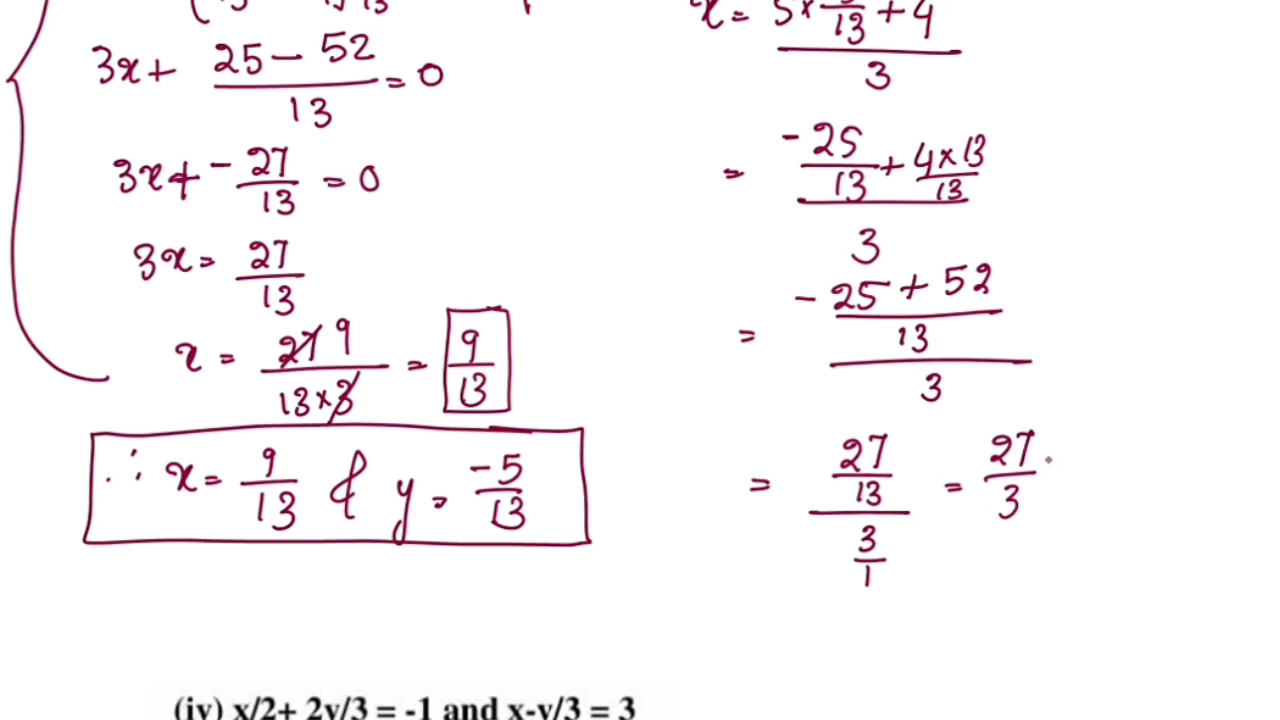 3x + 25 - 52 / 13 = 0
3x + - 27/13 = 0
3x = 27/13
x = 27 9 / 13 × 3 = 9/13
∴ x = 9/13 & y = -5/13
x = 5 × /13 + 4 / 3
= -25/13 + 4×13/13 / 3
= -25 + 52 / 13 / 3
= 27/13 / 3/1 = 27/3
(iv) x/2+ 2y/3 = -1 and x-y/3 = 3